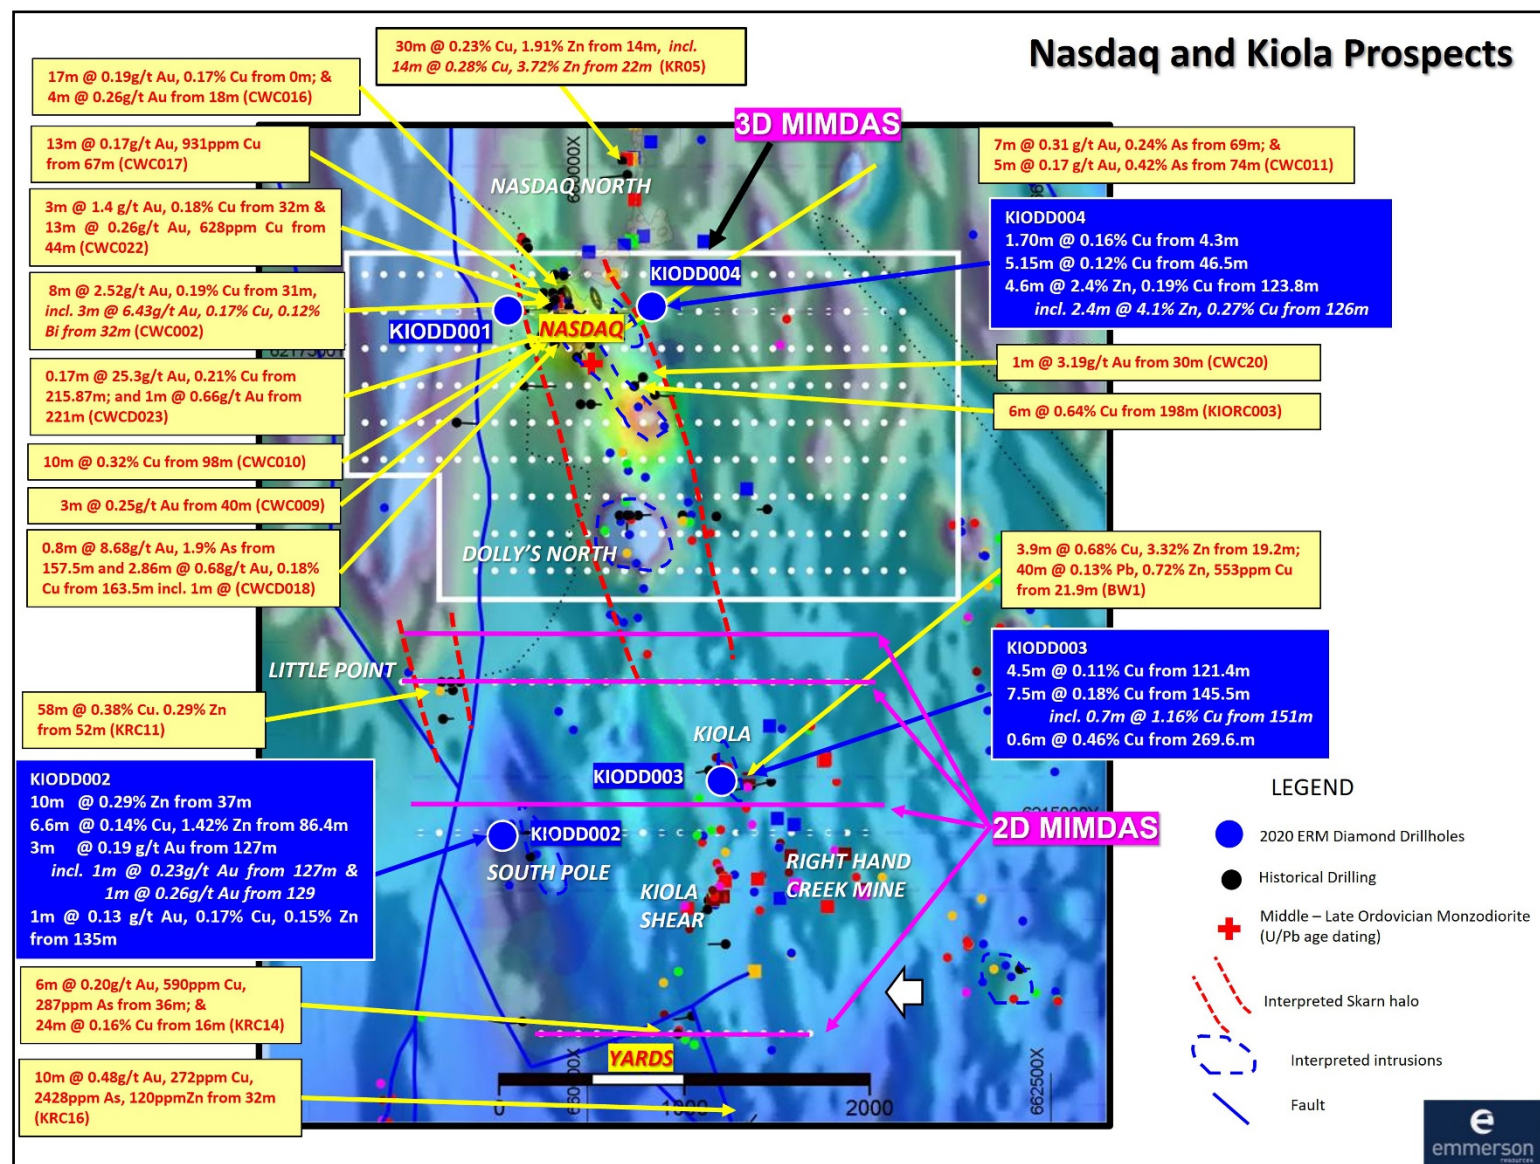 Nasdaq and Kiola Prospects
30m @ 0.23% Cu, 1.91% Zn from 14m, incl.
14m @ 0.28% Cu, 3.72% Zn from 22m (KR05)
17m @ 0.19g/t Au, 0.17% Cu from 0m; &
4m @ 0.26g/t Au from 18m (CWC016)
13m @ 0.17g/t Au, 931ppm Cu
from 67m (CWC017)
3m @ 1.4 g/t Au, 0.18% Cu from 32m &
13m @ 0.26g/t Au, 628ppm Cu from
44m (CWC022)
8m @ 2.52g/t Au, 0.19% Cu from 31m,
incl. 3m @ 6.43g/t Au, 0.17% Cu, 0.12%
Bi from 32m (CWC002)
0.17m @ 25.3g/t Au, 0.21% Cu from
215.87m; and 1m @ 0.66g/t Au from
221m (CWCD023)
10m @ 0.32% Cu from 98m (CWC010)
3m @ 0.25g/t Au from 40m (CWC009)
0.8m @ 8.68g/t Au, 1.9% As from
157.5m and 2.86m @ 0.68g/t Au, 0.18%
Cu from 163.5m incl. 1m @ (CWCD018)
58m @ 0.38% Cu. 0.29% Zn
from 52m (KRC11)
KIODD002
10m @ 0.29% Zn from 37m
6.6m @ 0.14% Cu, 1.42% Zn from 86.4m
3m @ 0.19 g/t Au from 127m
incl. 1m @ 0.23g/t Au from 127m &
1m @ 0.26g/t Au from 129
1m @ 0.13 g/t Au, 0.17% Cu, 0.15% Zn
from 135m
6m @ 0.20g/t Au, 590ppm Cu,
287ppm As from 36m; &
24m @ 0.16% Cu from 16m (KRC14)
10m @ 0.48g/t Au, 272ppm Cu,
2428ppm As, 120ppmZn from 32m
(KRC16)
3D MIMDAS
660000X
NASDAQ NORTH
KIODD004
KIODD001
NASDAQ
DOLLY'S NORTH
LITTLE POINT
KIOLA
KIODD003
6215000X
KIODD002
2D MIMDAS
SOUTH POLE
RIGHT HAND
CREEK MINE
KIOLA
SHEAR
YARDS
0
1000
2000
662500X
7m @ 0.31 g/t Au, 0.24% As from 69m; &
5m @ 0.17 g/t Au, 0.42% As from 74m (CWC011)
KIODD004
1.70m @ 0.16% Cu from 4.3m
5.15m @ 0.12% Cu from 46.5m
4.6m @ 2.4% Zn, 0.19% Cu from 123.8m
incl. 2.4m @ 4.1% Zn, 0.27% Cu from 126m
1m @ 3.19g/t Au from 30m (CWC20)
6m @ 0.64% Cu from 198m (KIORC003)
3.9m @ 0.68% Cu, 3.32% Zn from 19.2m;
40m @ 0.13% Pb, 0.72% Zn, 553ppm Cu
from 21.9m (BW1)
KIODD003
4.5m @ 0.11% Cu from 121.4m
7.5m @ 0.18% Cu from 145.5m
incl. 0.7m @ 1.16% Cu from 151m
0.6m @ 0.46% Cu from 269.6.m
LEGEND
2020 ERM Diamond Drillholes
Historical Drilling
Middle – Late Ordovician Monzodiorite
(U/Pb age dating)
Interpreted Skarn halo
Interpreted intrusions
Fault
e
emmerson
resources